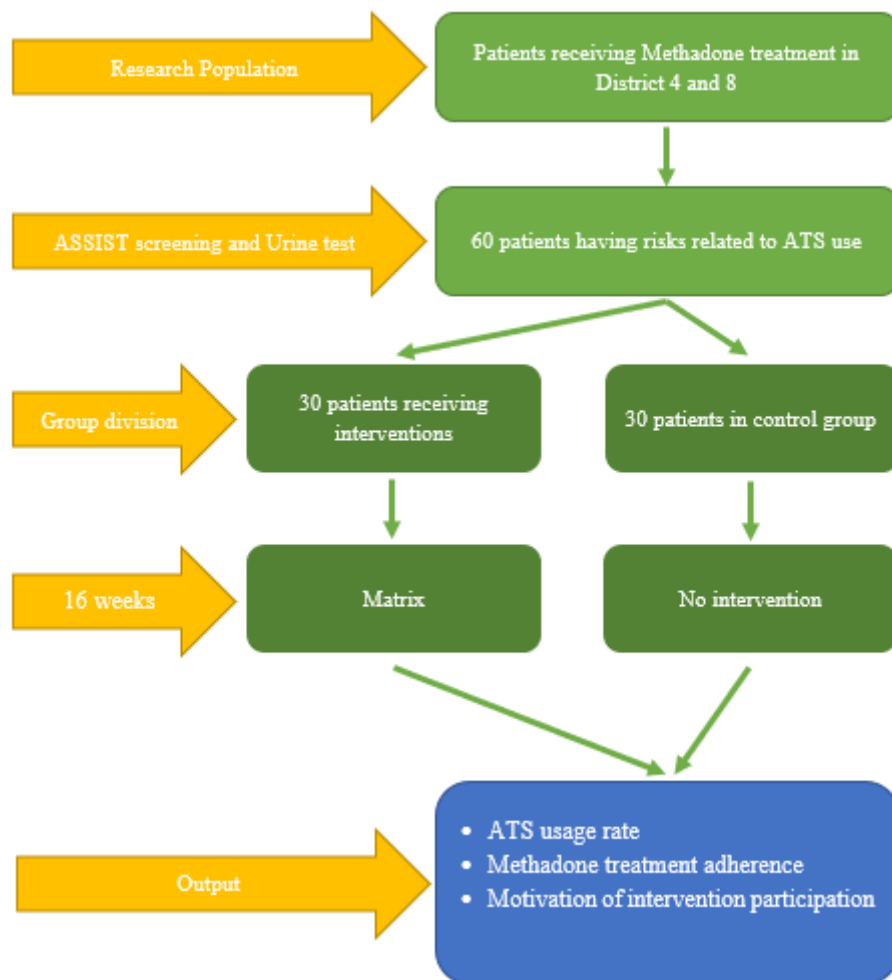 Research Population
Patients receiving Methadone treatment in
District 4 and 8
ASSIST screening and Urine test
60 patients having risks related to ATS use
Group division
30 patients receiving
interventions
30 patients in control group
16 weeks
Matrix
No intervention
Output
• ATS usage rate
• Methadone treatment adherence
• Motivation of intervention participation